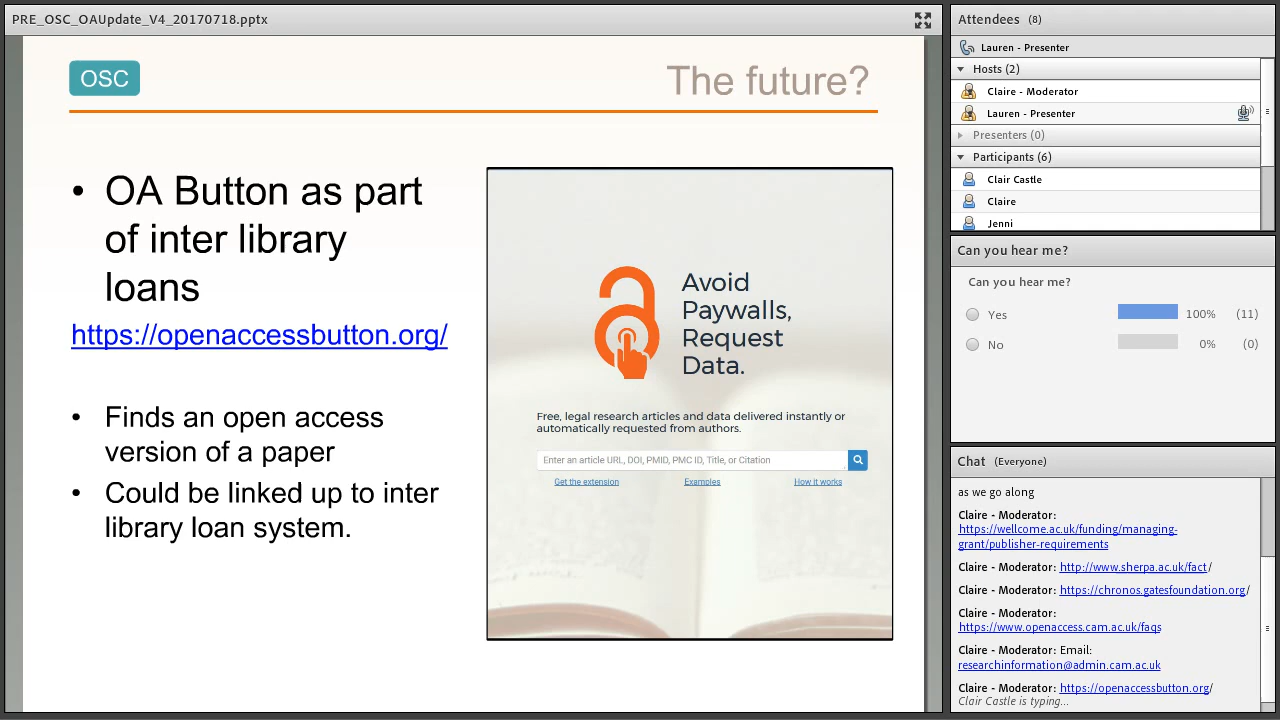 PRE_OSC_OAUpdate_V4_20170718.pptx
OSC
The future?
• OA Button as part
of inter library
loans
https://openaccessbutton.org/
• Finds an open access
version of a paper
• Could be linked up to inter
library loan system.
Avoid
Paywalls,
Request
Data.
Free, legal research articles and data delivered instantly or
automatically requested from authors.
Enter an article URL, DOI, PMID, PMC ID, Title, or Citation
Get the extension
Examples
How it works
Attendees (8)
Lauren - Presenter
Hosts (2)
Claire - Moderator
Lauren - Presenter
Presenters (0)
Participants (6)
Clair Castle
Claire
Jenni
Can you hear me?
Can you hear me?
Yes 100% (11)
No 0% (0)
Chat (Everyone)
as we go along
Claire - Moderator:
https://wellcome.ac.uk/funding/managing-
grant/publisher-requirements
Claire - Moderator: http://www.sherpa.ac.uk/fact/
Claire - Moderator: https://chronos.gatesfoundation.org/
Claire - Moderator:
https://www.openaccess.cam.ac.uk/faqs
Claire - Moderator: Email:
researchinformation@admin.cam.ac.uk
Claire - Moderator: https://openaccessbutton.org/
Clair Castle is typing...